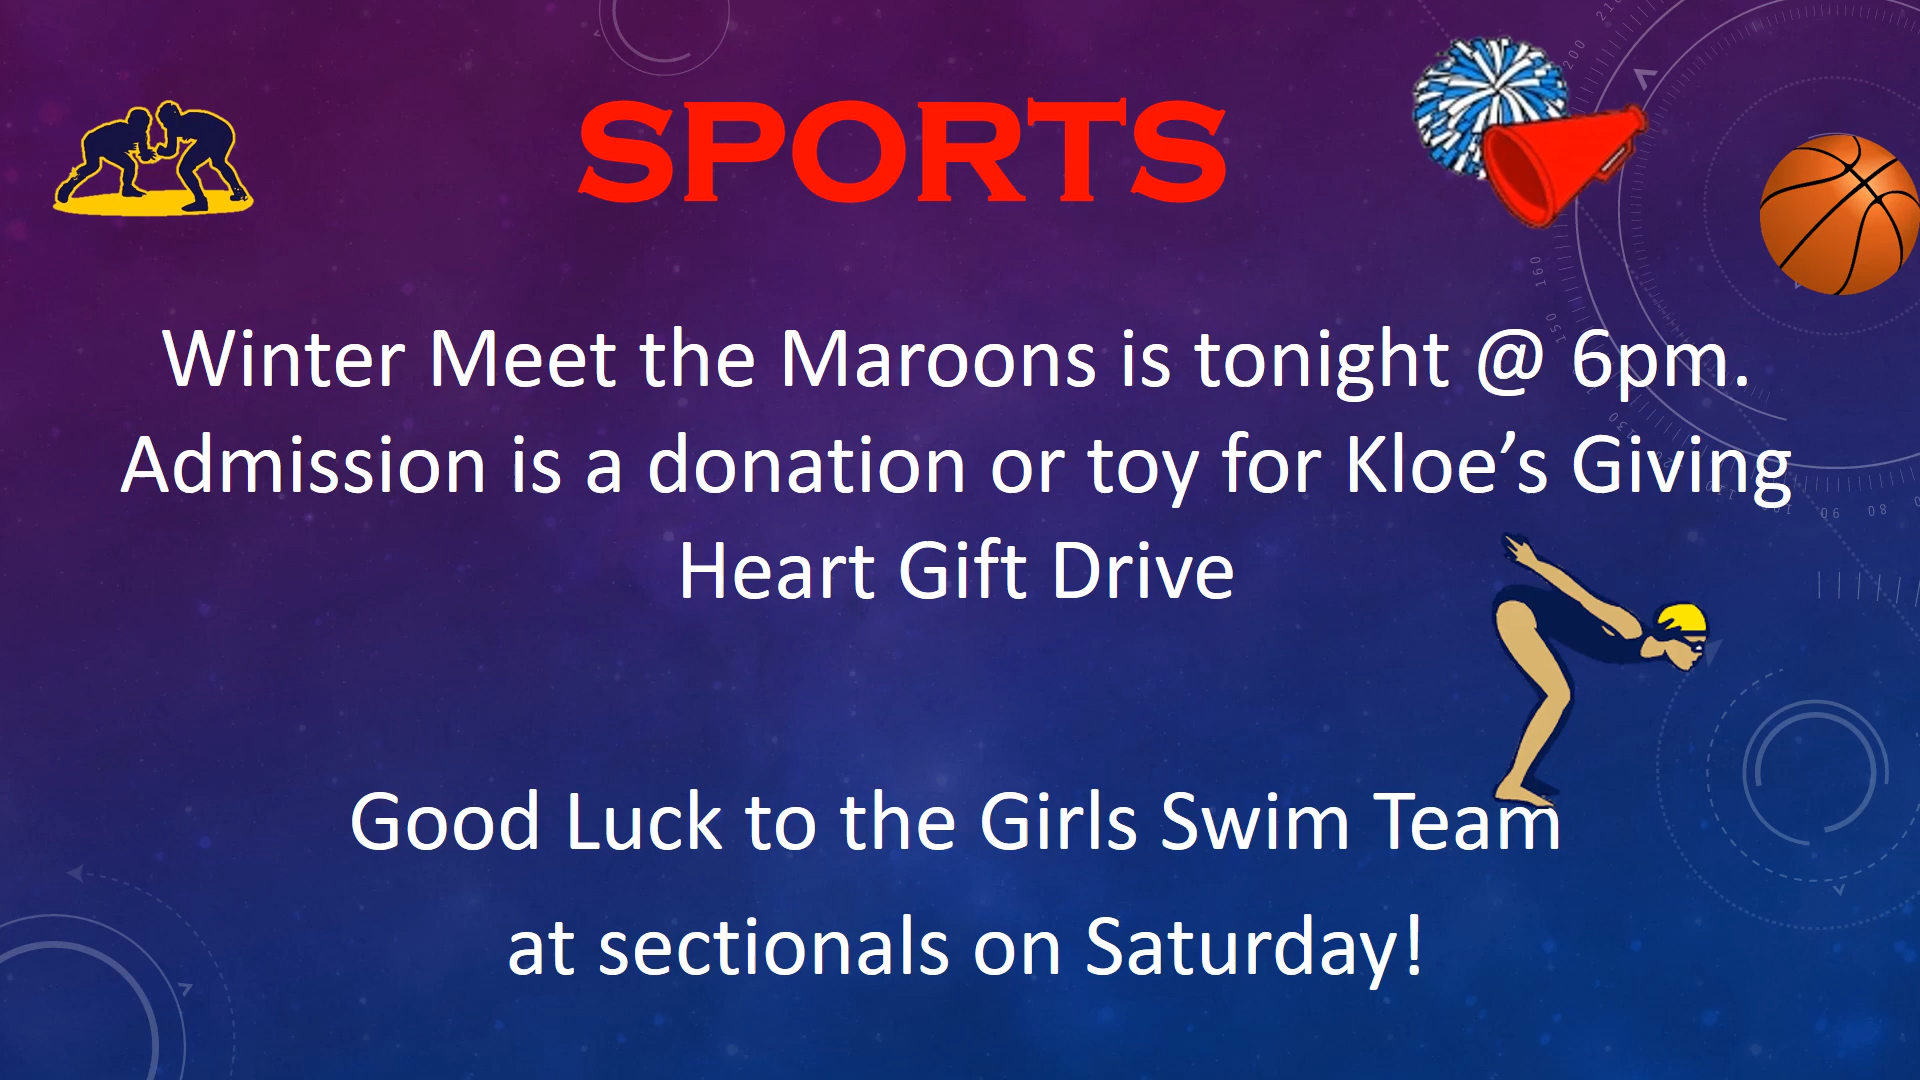 SPORTS
Winter Meet the Maroons is tonight @ 6pm.
Admission is a donation or toy for Kloe’s Giving
Heart Gift Drive
Good Luck to the Girls Swim Team
at sectionals on Saturday!